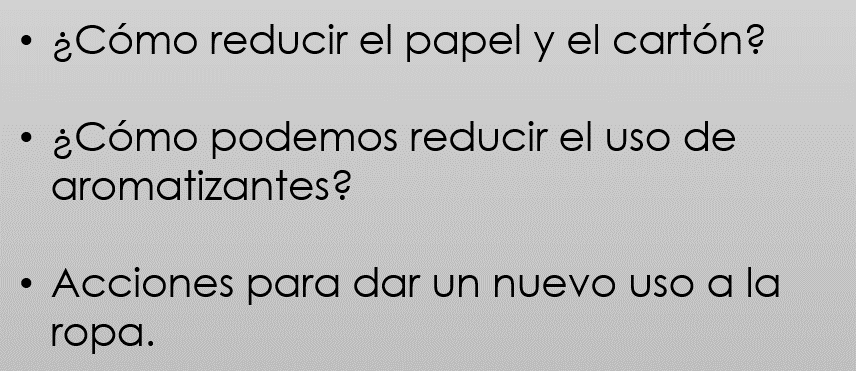 • ¿Cómo reducir el papel y el cartón?
• ¿Cómo podemos reducir el uso de
aromatizantes?
• Acciones para dar un nuevo uso a la
ropa.